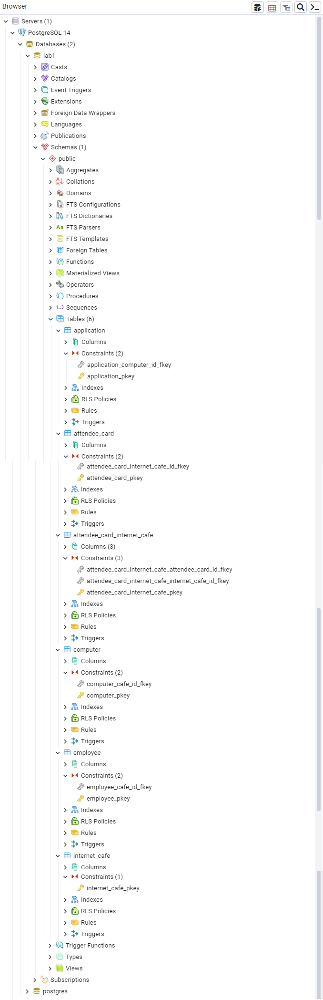 Browser
Servers (1)
PostgreSQL 14
Databases (2)
lab1
Casts
Catalogs
Event Triggers
Extensions
Foreign Data Wrappers
Languages
Publications
Schemas (1)
public
Aggregates
Collations
Domains
FTS Configurations
FTS Dictionaries
Aa FTS Parsers
FTS Templates
Foreign Tables
Functions
Materialized Views
Operators
Procedures
1..3 Sequences
Tables (6)
application
Columns
Constraints (2)
application_computer_id_fkey
application_pkey
Indexes
RLS Policies
Rules
Triggers
attendee_card
Columns
Constraints (2)
attendee_card_internet_cafe_id_fkey
attendee_card_pkey
Indexes
RLS Policies
Rules
Triggers
attendee_card_internet_cafe
Columns (3)
Constraints (3)
attendee_card_internet_cafe_attendee_card_id_fkey
attendee_card_internet_cafe_internet_cafe_id_fkey
attendee_card_internet_cafe_pkey
Indexes
RLS Policies
Rules
Triggers
computer
Columns
Constraints (2)
computer_cafe_id_fkey
computer_pkey
Indexes
RLS Policies
Rules
Triggers
employee
Columns
Constraints (2)
employee_cafe_id_fkey
employee_pkey
Indexes
RLS Policies
Rules
Triggers
internet_cafe
Columns
Constraints (1)
internet_cafe_pkey
Indexes
RLS Policies
Rules
Triggers
Trigger Functions
Types
Views
Subscriptions
postgres